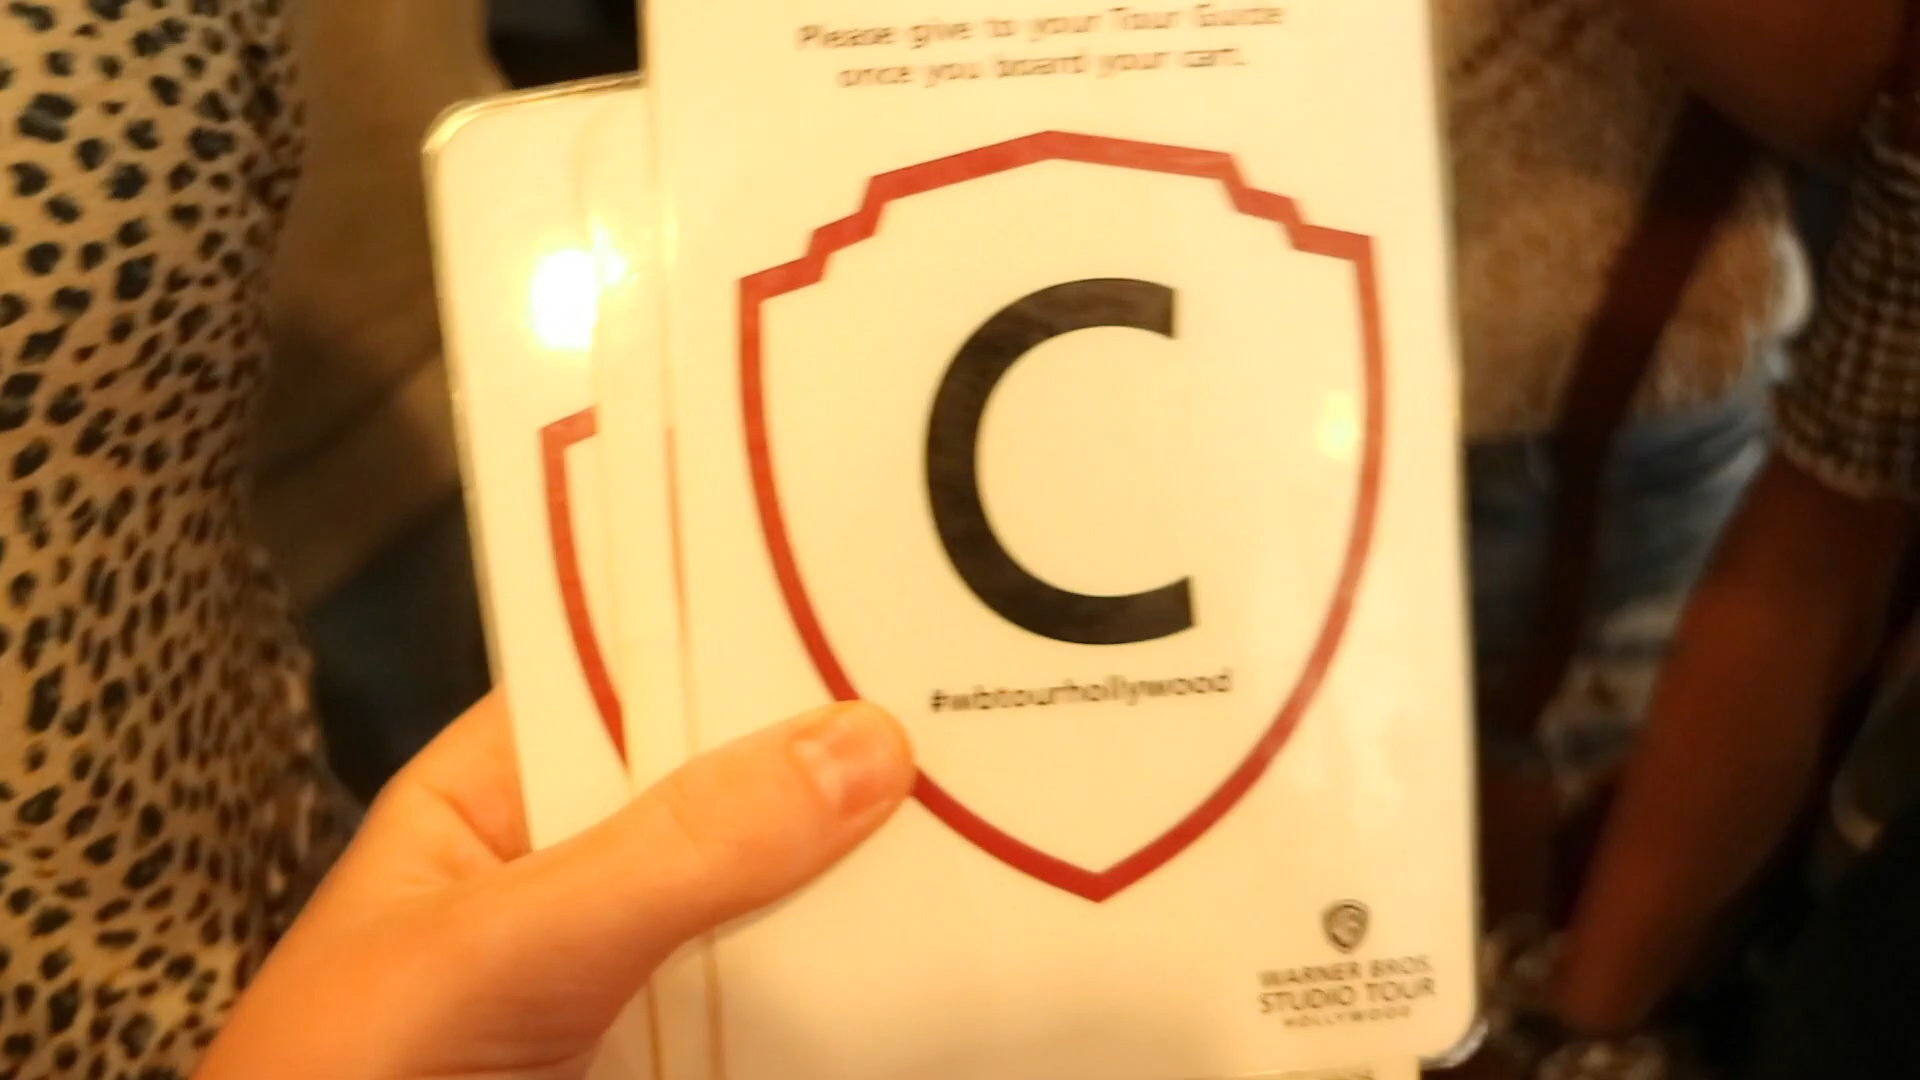 Please give to your Tour Guide
once you board your cart.
C
#wbtourhollywood
WARNER BROS.
STUDIO TOUR
HOLLYWOOD